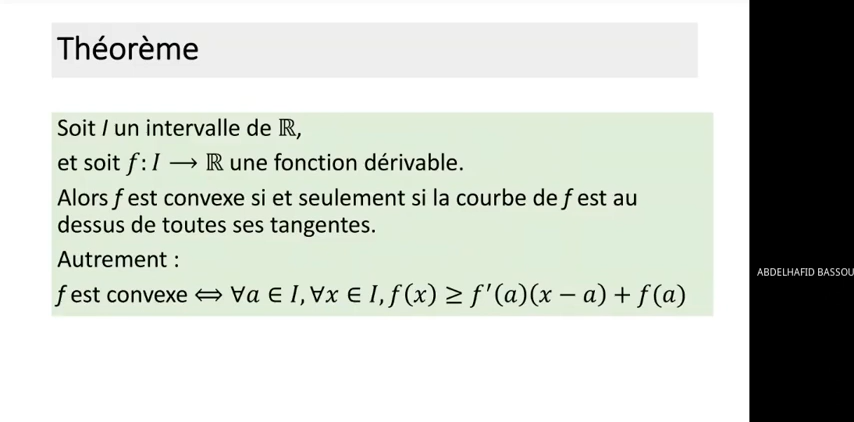 Théorème
Soit I un intervalle de ℝ,
et soit f: I ⟶ ℝ une fonction dérivable.
Alors f est convexe si et seulement si la courbe de f est au
dessus de toutes ses tangentes.
Autrement :
f est convexe ⟺ ∀a ∈ I, ∀x ∈ I, f(x) ≥ f′(a)(x − a) + f(a)
ABDELHAFID BASSOU